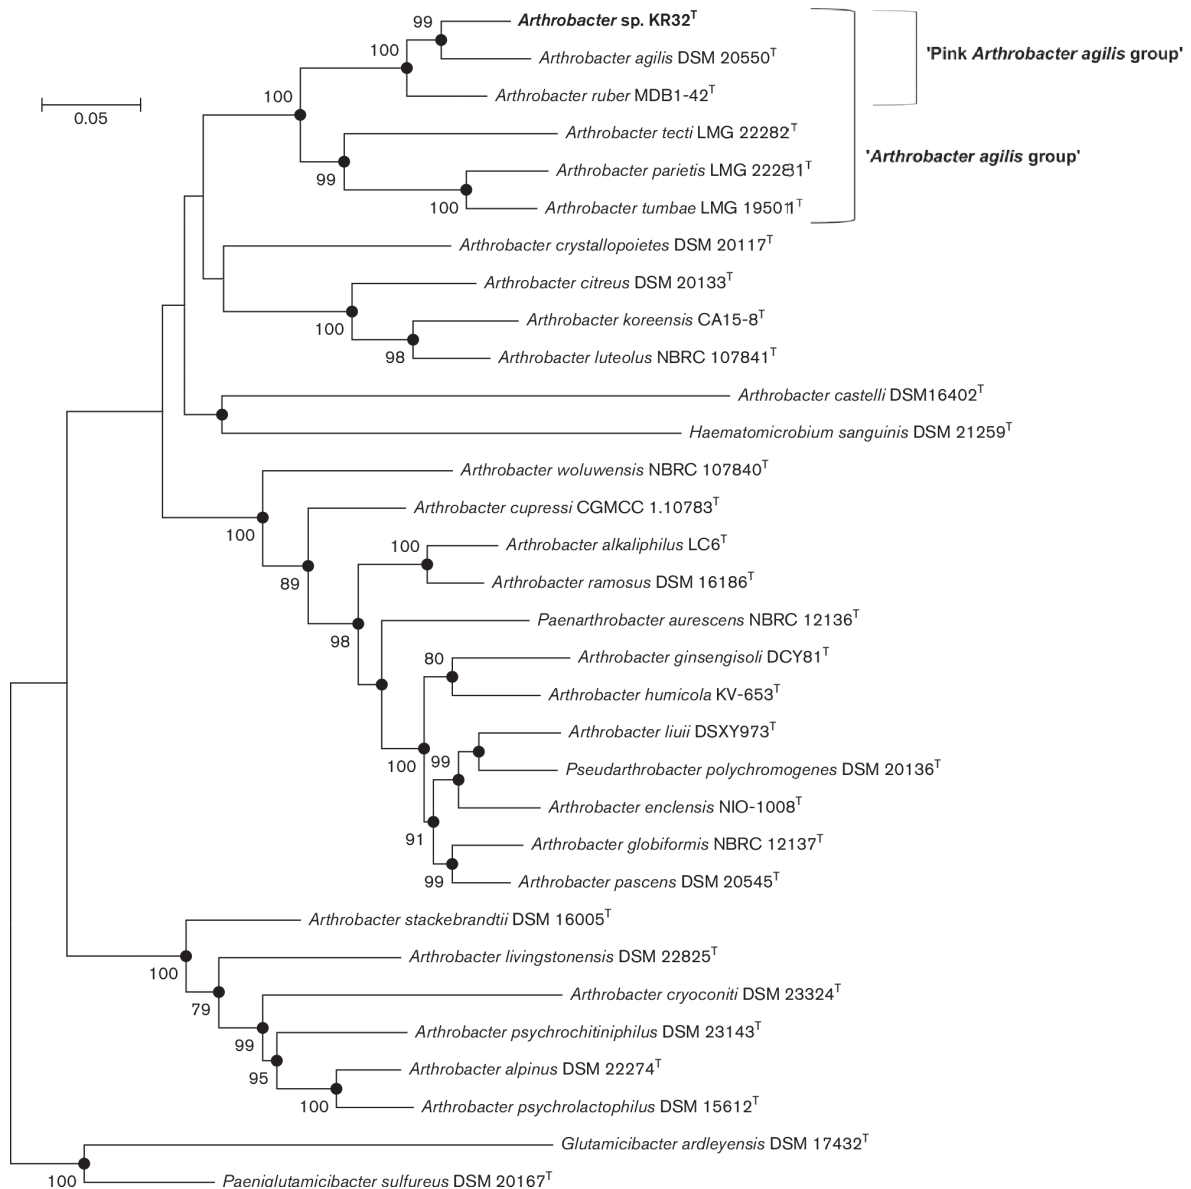 99 Arthrobacter sp. KR32ᵀ
'Pink Arthrobacter agilis group'
100 Arthrobacter agilis DSM 20550ᵀ
100 Arthrobacter ruber MDB1-42ᵀ
0.05
Arthrobacter tecti LMG 22282ᵀ
'Arthrobacter agilis group'
99 Arthrobacter parietis LMG 22281ᵀ
100 Arthrobacter tumbae LMG 19501ᵀ
Arthrobacter crystallopoietes DSM 20117ᵀ
Arthrobacter citreus DSM 20133ᵀ
100 Arthrobacter koreensis CA15-8ᵀ
98 Arthrobacter luteolus NBRC 107841ᵀ
Arthrobacter castelli DSM16402ᵀ
Haematomicrobium sanguinis DSM 21259ᵀ
Arthrobacter woluwensis NBRC 107840ᵀ
Arthrobacter cupressi CGMCC 1.10783ᵀ
100
100 Arthrobacter alkaliphilus LC6ᵀ
89 Arthrobacter ramosus DSM 16186ᵀ
Paenarthrobacter aurescens NBRC 12136ᵀ
98
80 Arthrobacter ginsengisoli DCY81ᵀ
Arthrobacter humicola KV-653ᵀ
Arthrobacter liuii DSXY973ᵀ
100 99 Pseudarthrobacter polychromogenes DSM 20136ᵀ
Arthrobacter enclensis NIO-1008ᵀ
91 Arthrobacter globiformis NBRC 12137ᵀ
99 Arthrobacter pascens DSM 20545ᵀ
Arthrobacter stackebrandtii DSM 16005ᵀ
Arthrobacter livingstonensis DSM 22825ᵀ
100
Arthrobacter cryoconiti DSM 23324ᵀ
79
Arthrobacter psychrochitiniphilus DSM 23143ᵀ
99
Arthrobacter alpinus DSM 22274ᵀ
95
100 Arthrobacter psychrolactophilus DSM 15612ᵀ
Glutamicibacter ardleyensis DSM 17432ᵀ
100 Paeniglutamicibacter sulfureus DSM 20167ᵀ